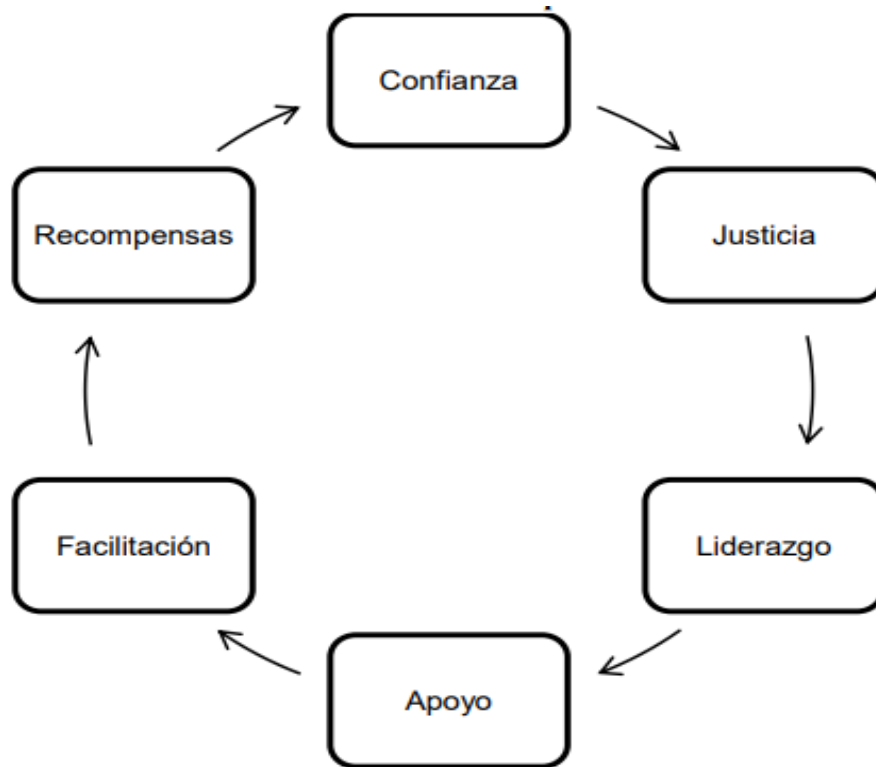 Confianza
Justicia
Liderazgo
Apoyo
Facilitación
Recompensas